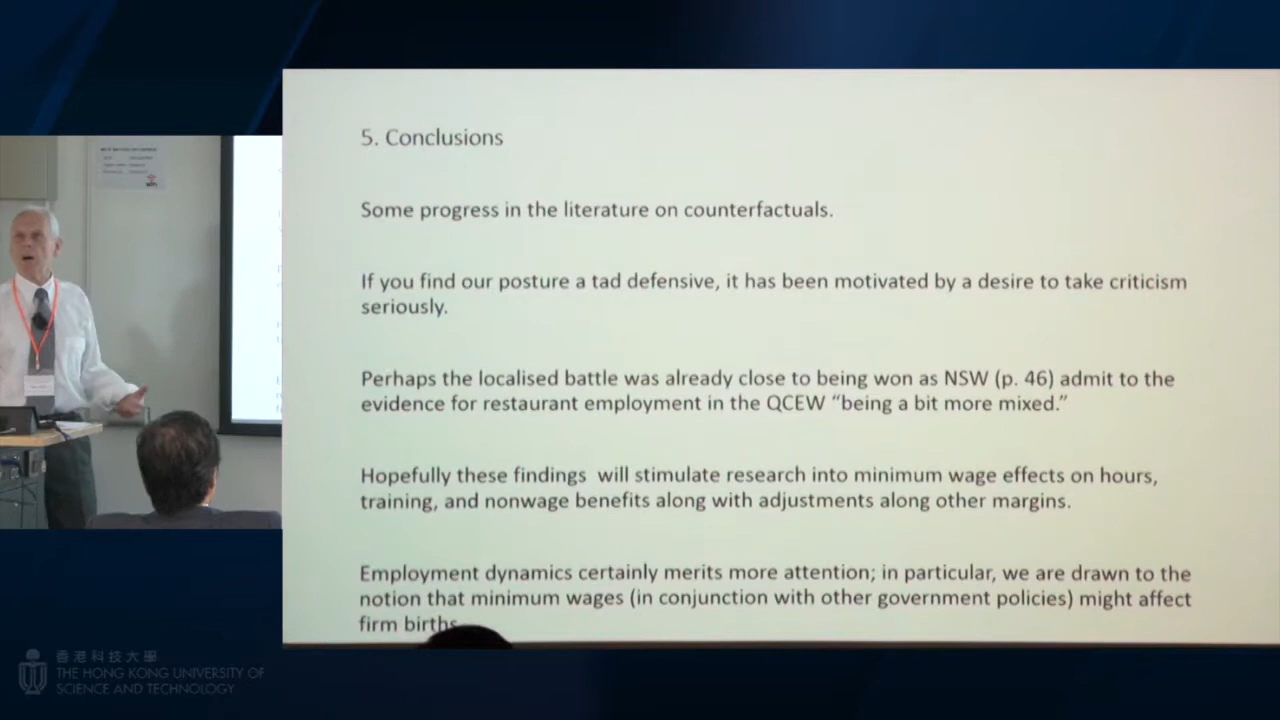 5. Conclusions
Some progress in the literature on counterfactuals.
If you find our posture a tad defensive, it has been motivated by a desire to take criticism
seriously.
Perhaps the localised battle was already close to being won as NSW (p. 46) admit to the
evidence for restaurant employment in the QCEW “being a bit more mixed.”
Hopefully these findings will stimulate research into minimum wage effects on hours,
training, and nonwage benefits along with adjustments along other margins.
Employment dynamics certainly merits more attention; in particular, we are drawn to the
notion that minimum wages (in conjunction with other government policies) might affect
firm births
香港科技大學
THE HONG KONG UNIVERSITY OF
SCIENCE AND TECHNOLOGY